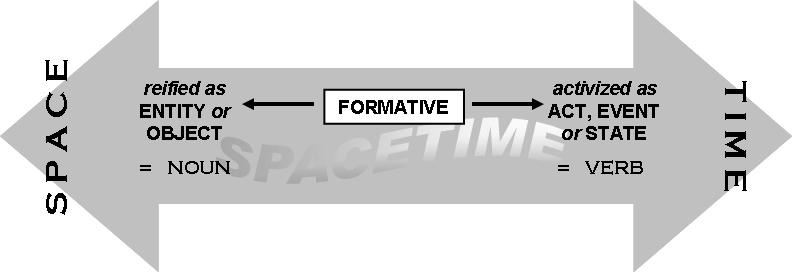 SPACE
reified as
ENTITY or
OBJECT
= NOUN
FORMATIVE
SPACETIME
activized as
ACT, EVENT
or STATE
= VERB
TIME